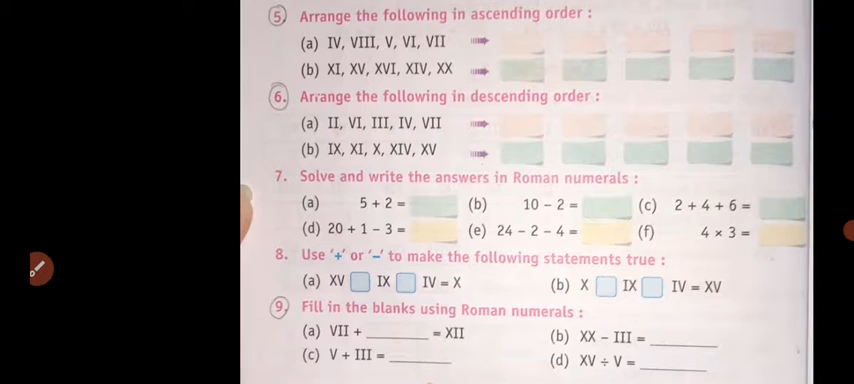 5. Arrange the following in ascending order :
(a) IV, VIII, V, VI, VII
(b) XI, XV, XVI, XIV, XX
6. Arrange the following in descending order :
(a) II, VI, III, IV, VII
(b) IX, XI, X, XIV, XV
7. Solve and write the answers in Roman numerals :
(a) 5 + 2 = (b) 10 − 2 = (c) 2 + 4 + 6 =
(d) 20 + 1 − 3 = (e) 24 − 2 − 4 = (f) 4 × 3 =
8. Use '+' or '−' to make the following statements true :
(a) XV □ IX □ IV = X (b) X □ IX □ IV = XV
9. Fill in the blanks using Roman numerals :
(a) VII + ________ = XII (b) XX − III = ________
(c) V + III = ________ (d) XV ÷ V = ________